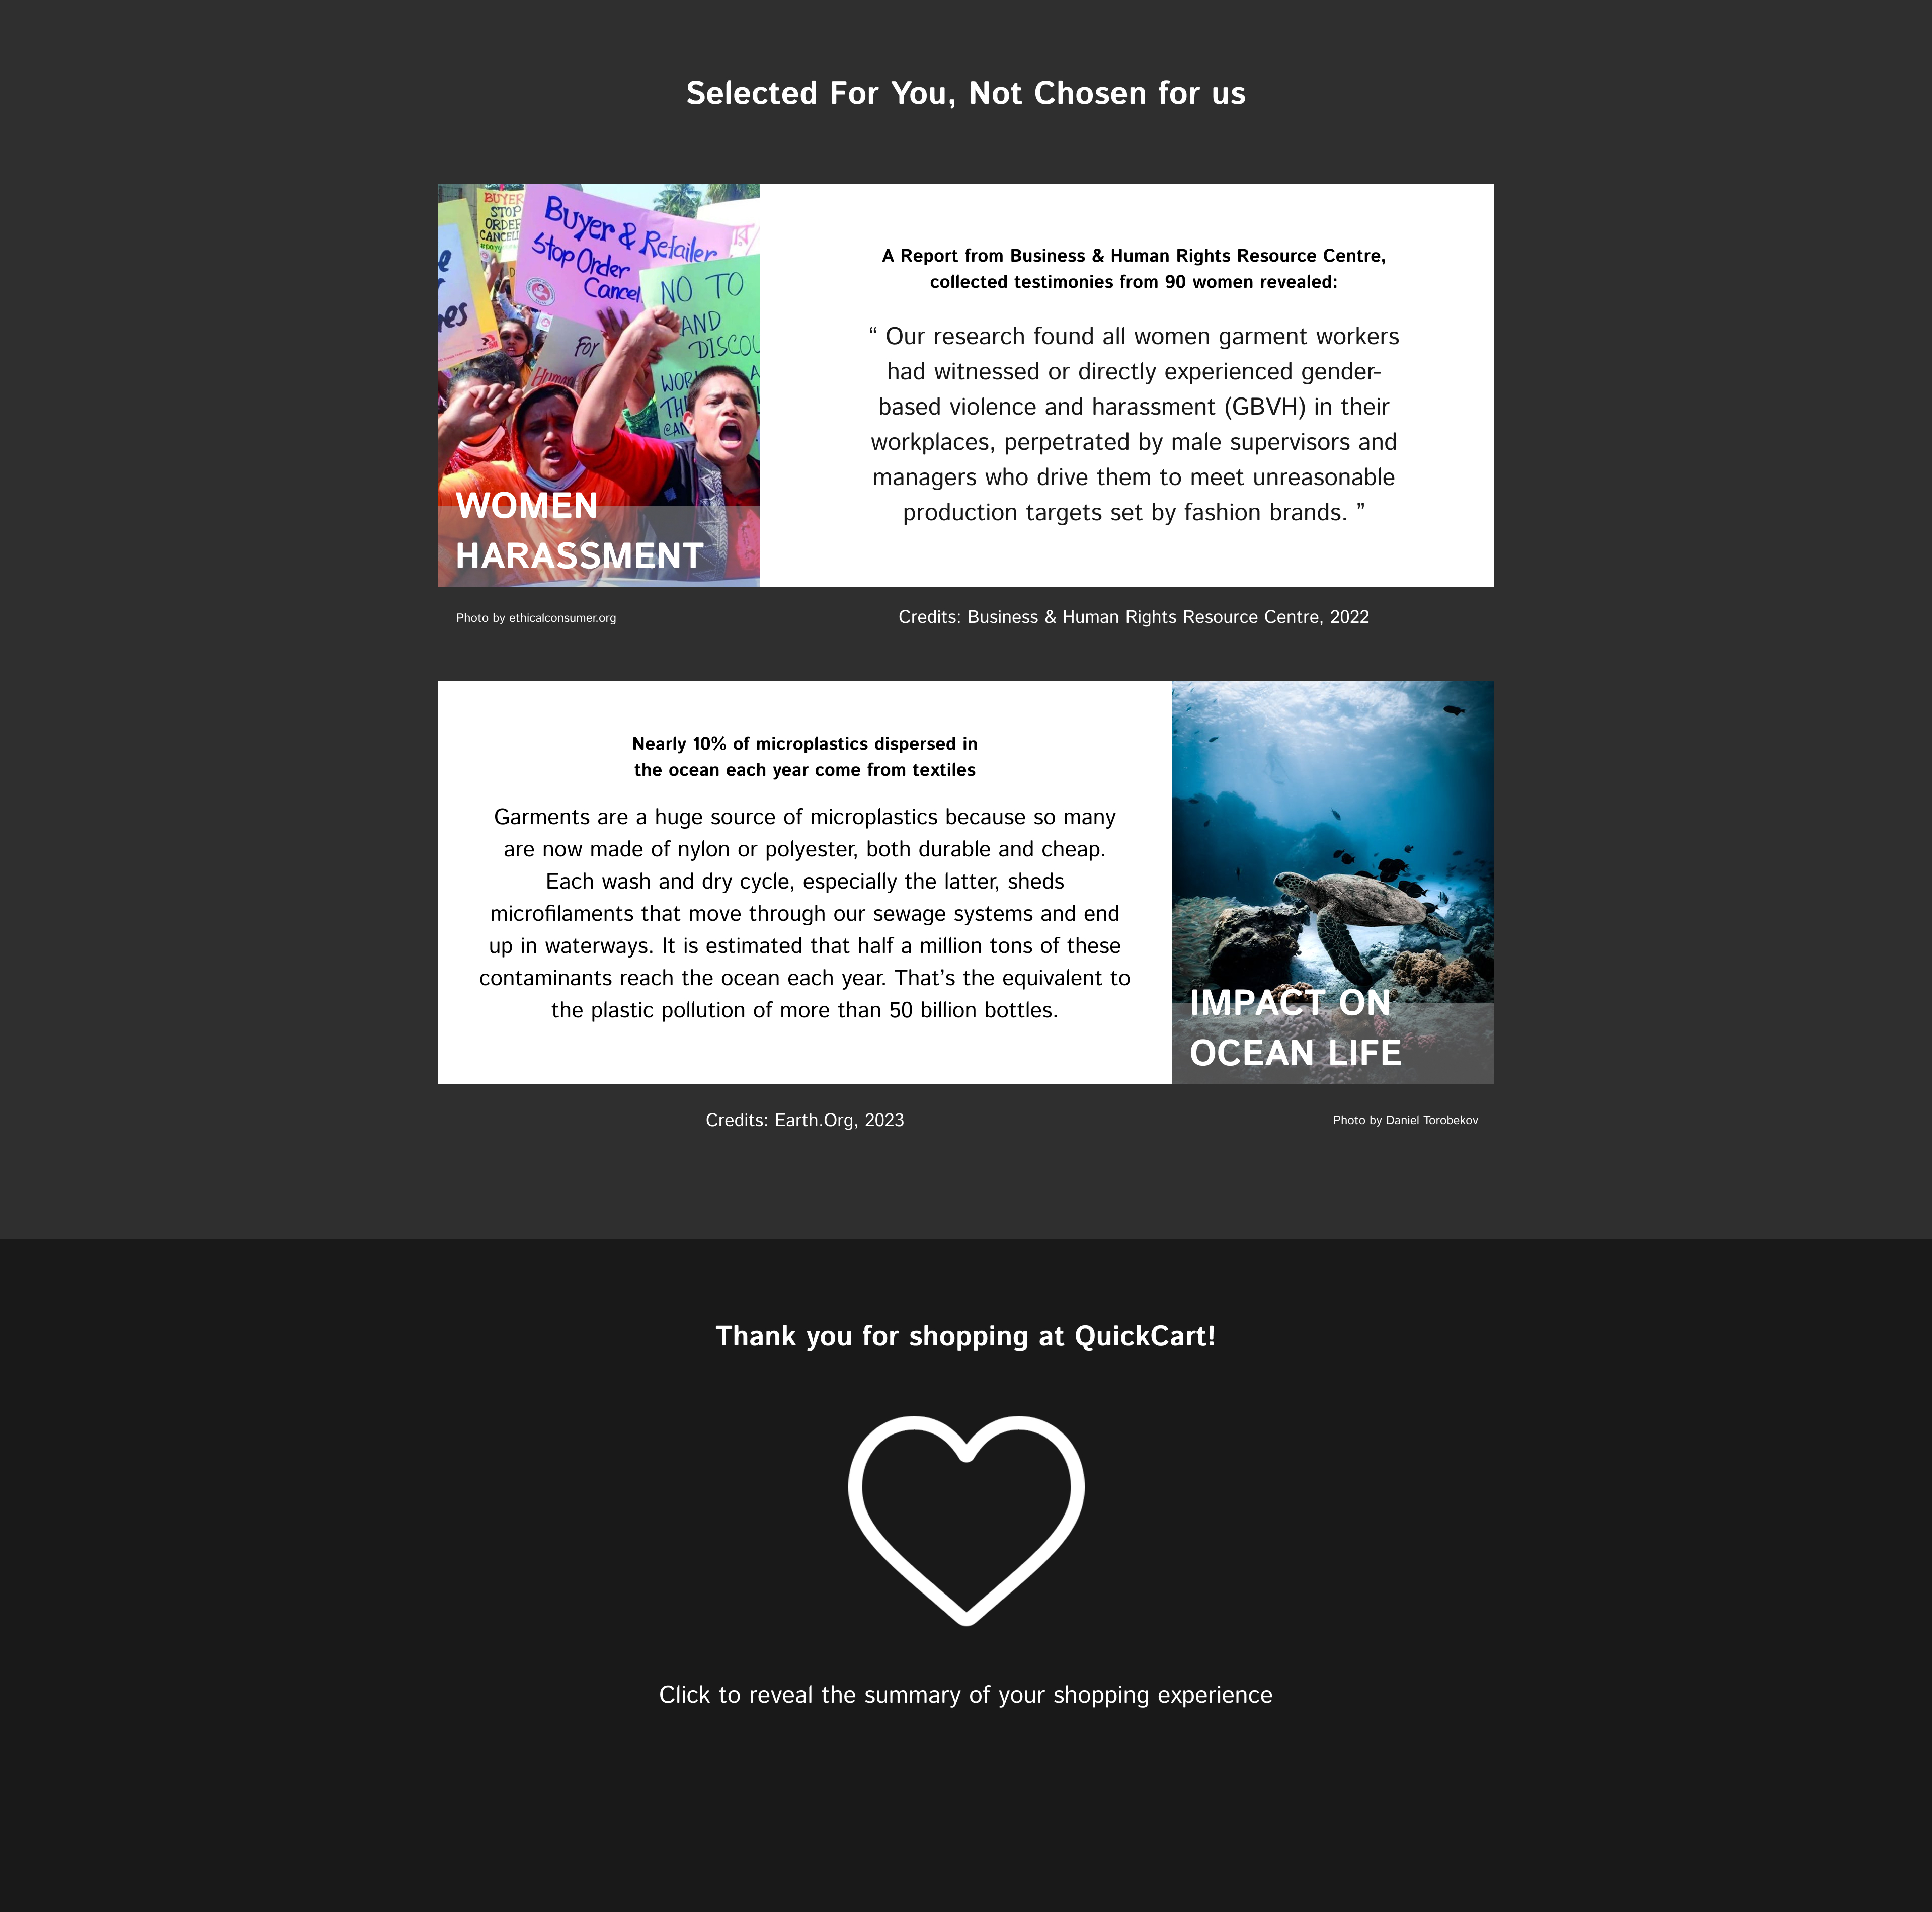 Selected For You, Not Chosen for us
BUYER
STOP
ORDER
CANCELL
Buyer & Retailer
Stop Order
Cancel
NO TO
AND
DISCOU
For
Human
WOR
TH
WOMEN
HARASSMENT
A Report from Business & Human Rights Resource Centre,
collected testimonies from 90 women revealed:
“ Our research found all women garment workers
had witnessed or directly experienced gender-
based violence and harassment (GBVH) in their
workplaces, perpetrated by male supervisors and
managers who drive them to meet unreasonable
production targets set by fashion brands. ”
Photo by ethicalconsumer.org
Credits: Business & Human Rights Resource Centre, 2022
Nearly 10% of microplastics dispersed in
the ocean each year come from textiles
Garments are a huge source of microplastics because so many
are now made of nylon or polyester, both durable and cheap.
Each wash and dry cycle, especially the latter, sheds
microfilaments that move through our sewage systems and end
up in waterways. It is estimated that half a million tons of these
contaminants reach the ocean each year. That’s the equivalent to
the plastic pollution of more than 50 billion bottles.
IMPACT ON
OCEAN LIFE
Credits: Earth.Org, 2023
Photo by Daniel Torobekov
Thank you for shopping at QuickCart!
Click to reveal the summary of your shopping experience